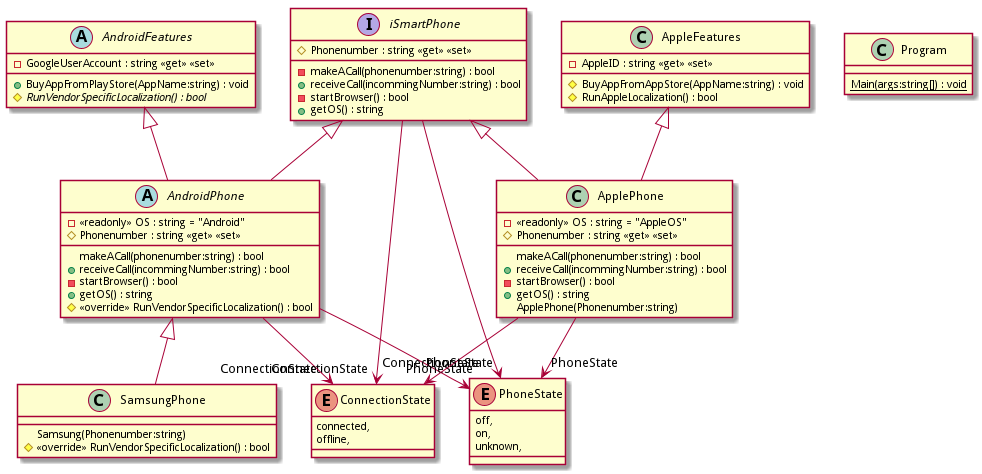 A AndroidFeatures
GoogleUserAccount : string «get» «set»
BuyAppFromPlayStore(AppName:string) : void
RunVendorSpecificLocalization() : bool
I iSmartPhone
Phonenumber : string «get» «set»
makeACall(phonenumber:string) : bool
receiveCall(incommingNumber:string) : bool
startBrowser() : bool
getOS() : string
C AppleFeatures
AppleID : string «get» «set»
BuyAppFromAppStore(AppName:string) : void
RunAppleLocalization() : bool
C Program
Main(args:string[]) : void
A AndroidPhone
«readonly» OS : string = "Android"
Phonenumber : string «get» «set»
makeACall(phonenumber:string) : bool
receiveCall(incommingNumber:string) : bool
startBrowser() : bool
getOS() : string
«override» RunVendorSpecificLocalization() : bool
C ApplePhone
«readonly» OS : string = "AppleOS"
Phonenumber : string «get» «set»
makeACall(phonenumber:string) : bool
receiveCall(incommingNumber:string) : bool
startBrowser() : bool
getOS() : string
ApplePhone(Phonenumber:string)
ConnectionState
ConnectionState
ConnectionState
PhoneState
PhoneState
PhoneState
C SamsungPhone
Samsung(Phonenumber:string)
«override» RunVendorSpecificLocalization() : bool
E ConnectionState
connected,
offline,
E PhoneState
off,
on,
unknown,